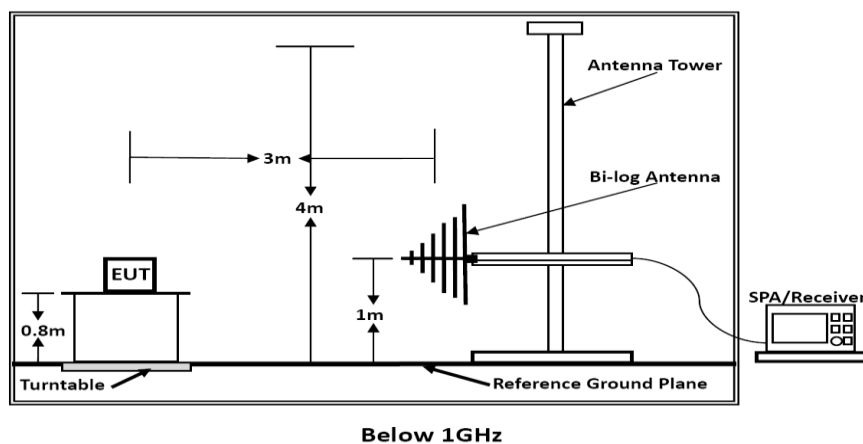 Antenna Tower
3m
Bi-log Antenna
4m
EUT
SPA/Receiver
0.8m
1m
Turntable
Reference Ground Plane
Below 1GHz